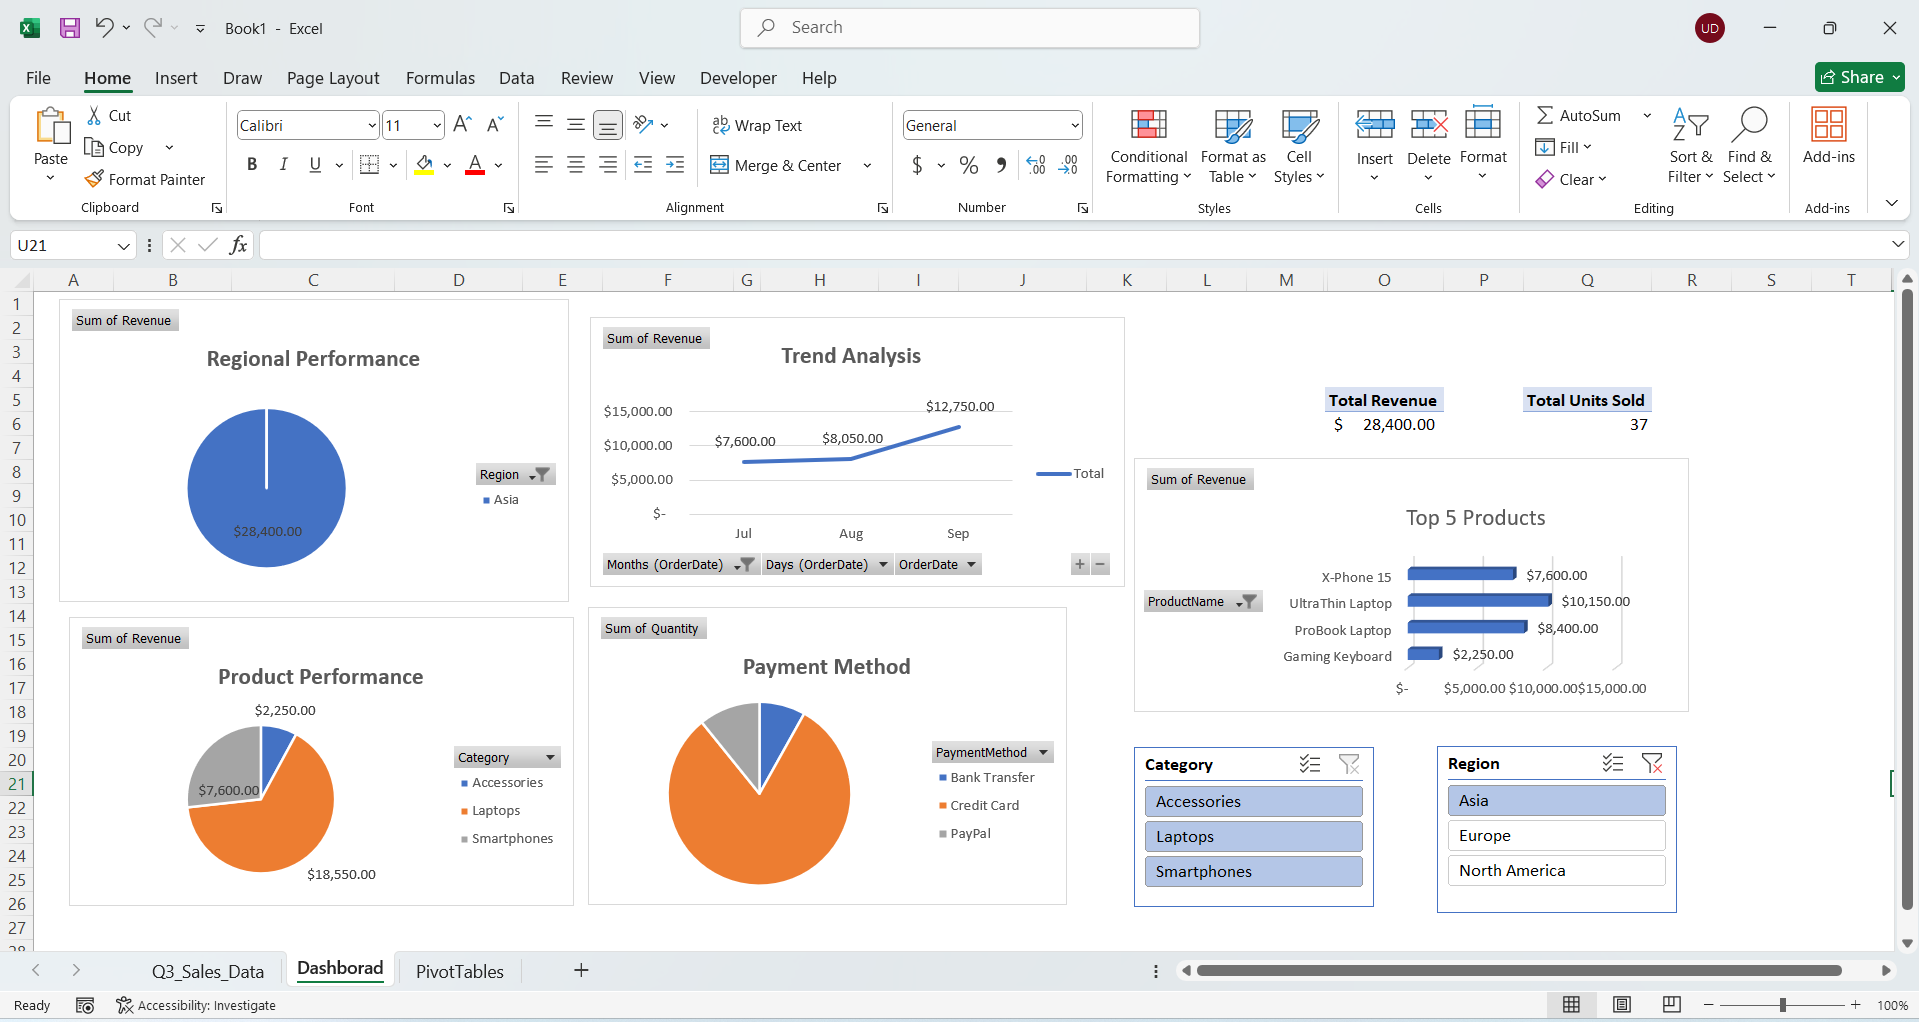 Book1 - Excel
Search
UD
File Home Insert Draw Page Layout Formulas Data Review View Developer Help
Share
Paste
Cut
Copy
Format Painter
Clipboard
Calibri 11
B I U A
Font
Wrap Text
Merge & Center
Alignment
General
$ % 9 .00 .00
Number
Conditional Formatting
Format as Table
Cell Styles
Styles
Insert Delete Format
Cells
AutoSum
Fill
Clear
Sort & Filter
Find & Select
Editing
Add-ins
Add-ins
U21 fx
A B C D E F G H I J K L M O P Q R S T
1
2
3
4
5
6
7
8
9
10
11
12
13
14
15
16
17
18
19
20
21
22
23
24
25
26
27
28
Sum of Revenue
Regional Performance
$28,400.00
Region
Asia
Sum of Revenue
Trend Analysis
$15,000.00
$10,000.00
$5,000.00
$-
$7,600.00 $8,050.00 $12,750.00
Jul Aug Sep
Total
Months (OrderDate) Days (OrderDate) OrderDate + -
Total Revenue
$ 28,400.00
Total Units Sold
37
Sum of Revenue
Top 5 Products
ProductName
X-Phone 15 $7,600.00
UltraThin Laptop $10,150.00
ProBook Laptop $8,400.00
Gaming Keyboard $2,250.00
$- $5,000.00 $10,000.00 $15,000.00
Sum of Revenue
Product Performance
$2,250.00
$7,600.00
$18,550.00
Category
Accessories
Laptops
Smartphones
Sum of Quantity
Payment Method
PaymentMethod
Bank Transfer
Credit Card
PayPal
Category
Accessories
Laptops
Smartphones
Region
Asia
Europe
North America
Q3_Sales_Data Dashborad PivotTables +
Ready Accessibility: Investigate
100%